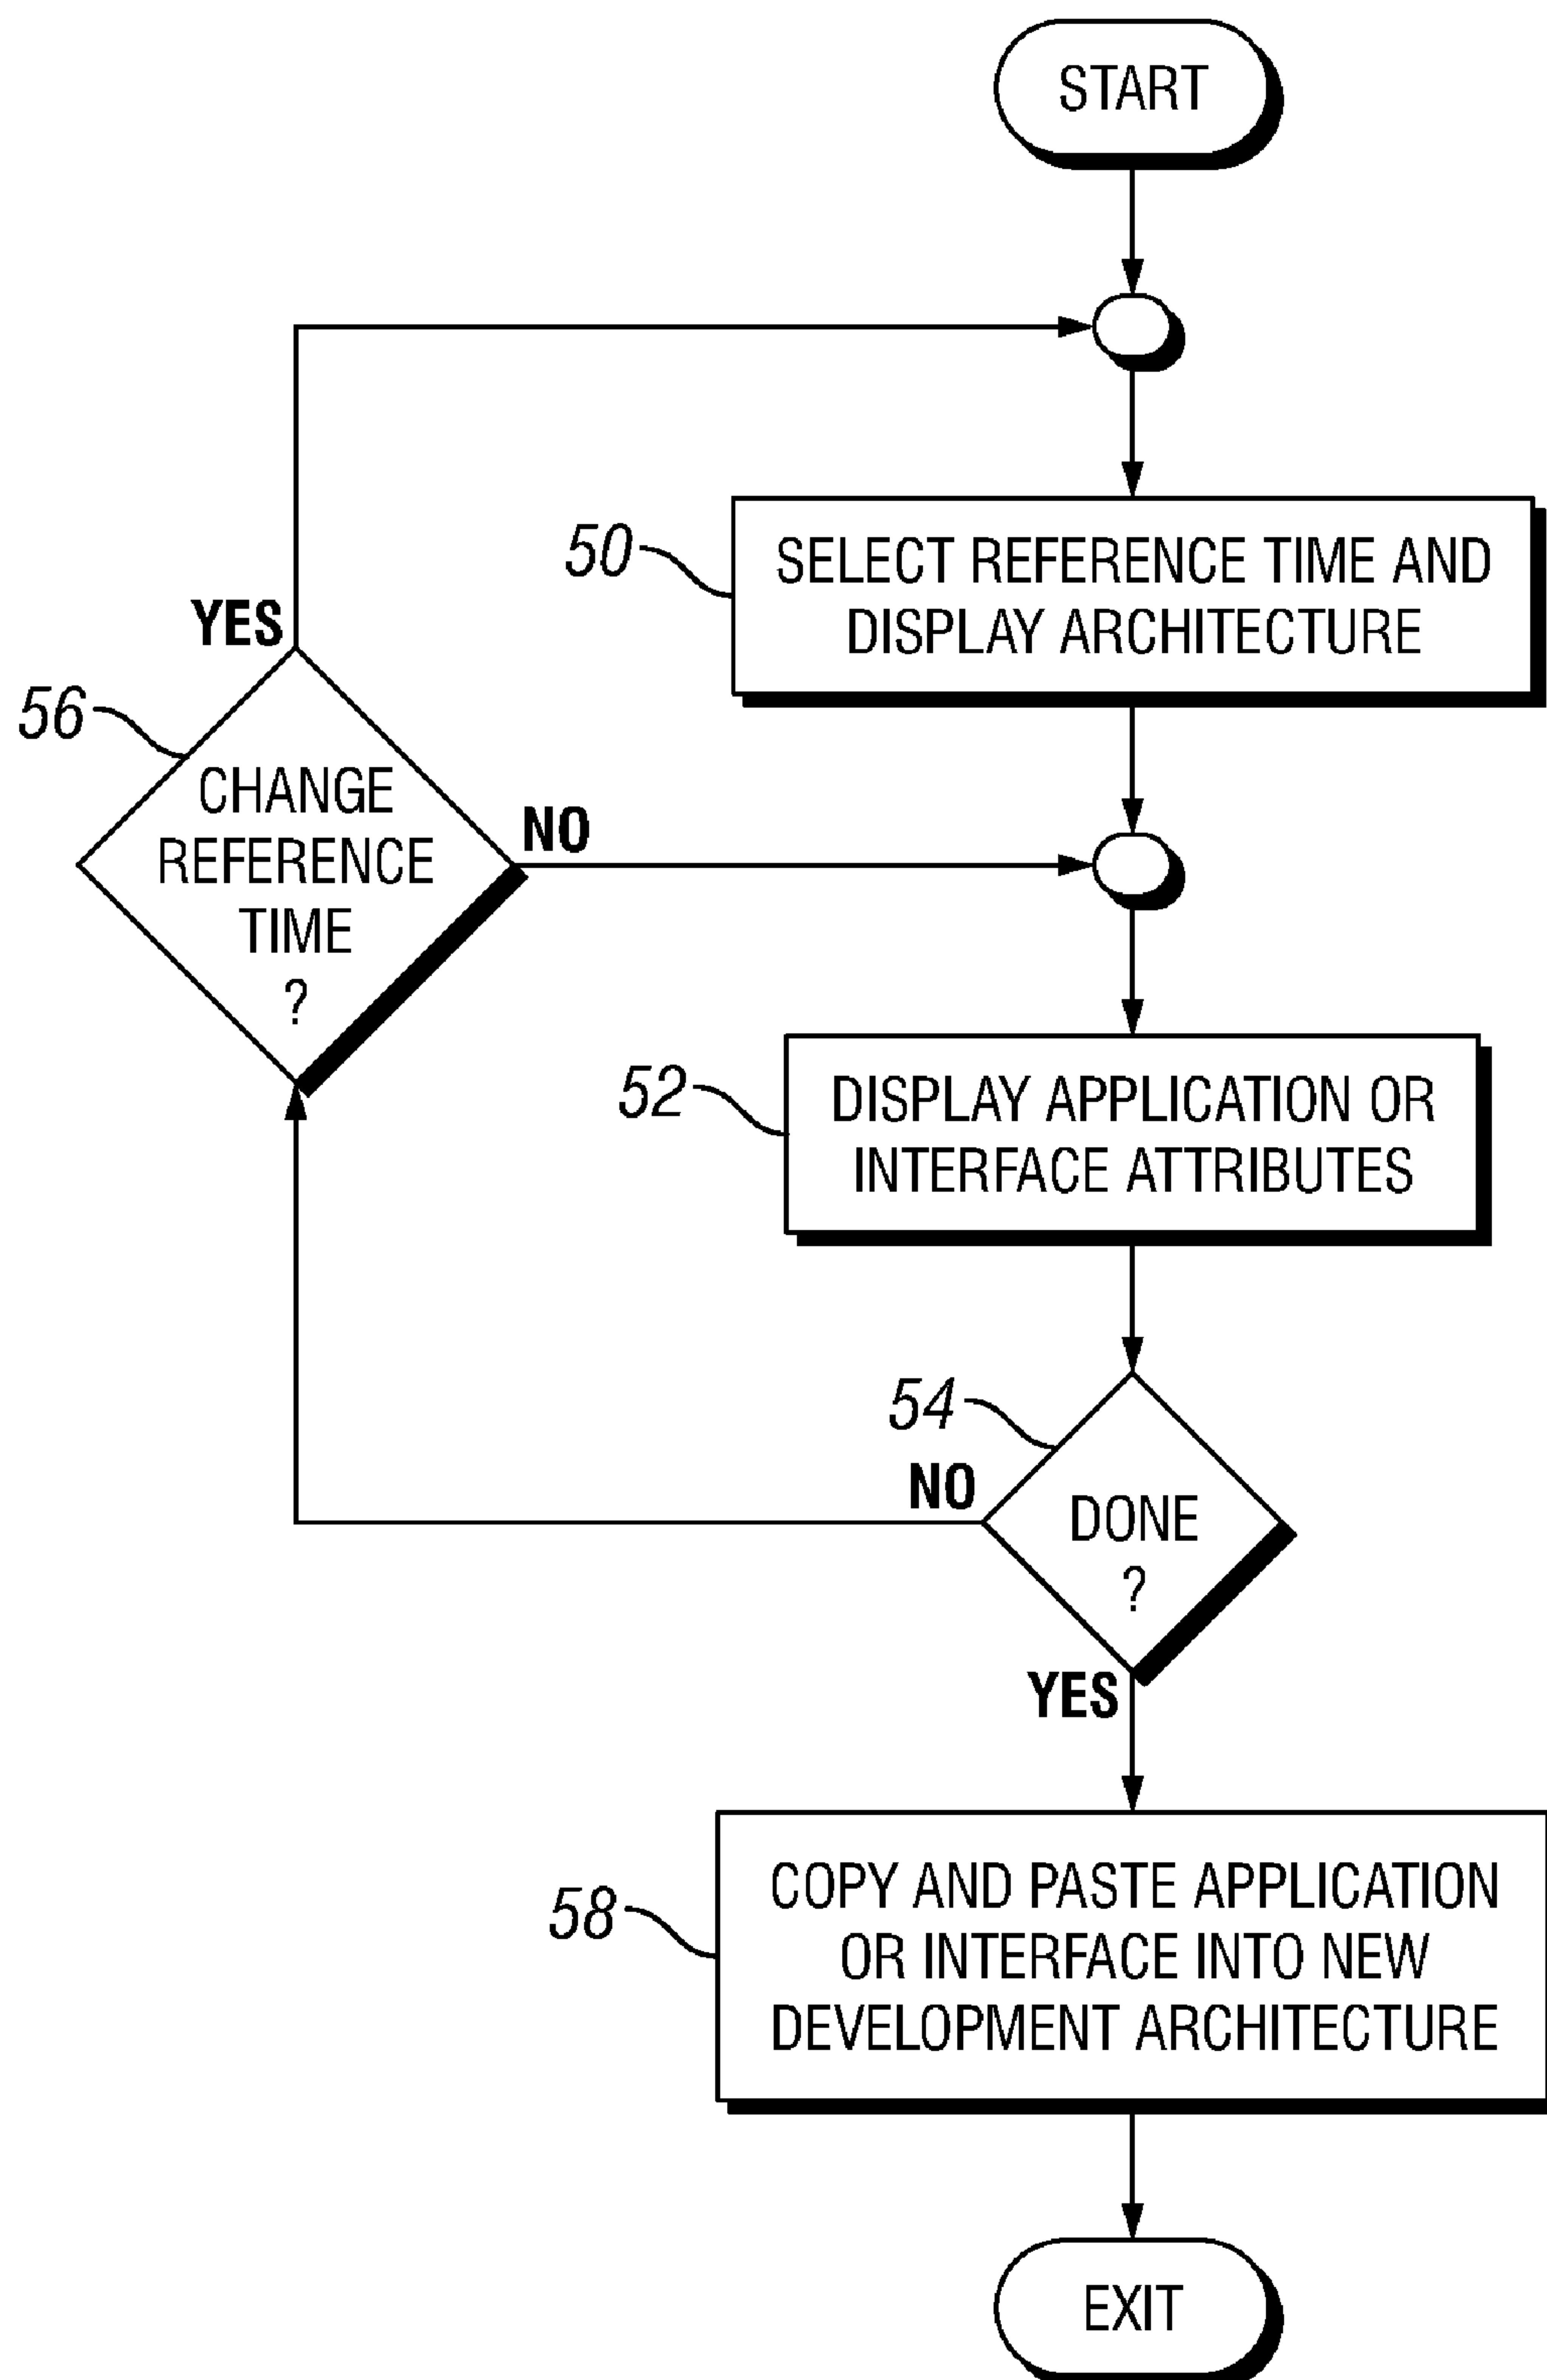 START
50
SELECT REFERENCE TIME AND
DISPLAY ARCHITECTURE
YES
56
CHANGE
REFERENCE
TIME
?
NO
52
DISPLAY APPLICATION OR
INTERFACE ATTRIBUTES
54
NO
DONE
?
YES
58
COPY AND PASTE APPLICATION
OR INTERFACE INTO NEW
DEVELOPMENT ARCHITECTURE
EXIT